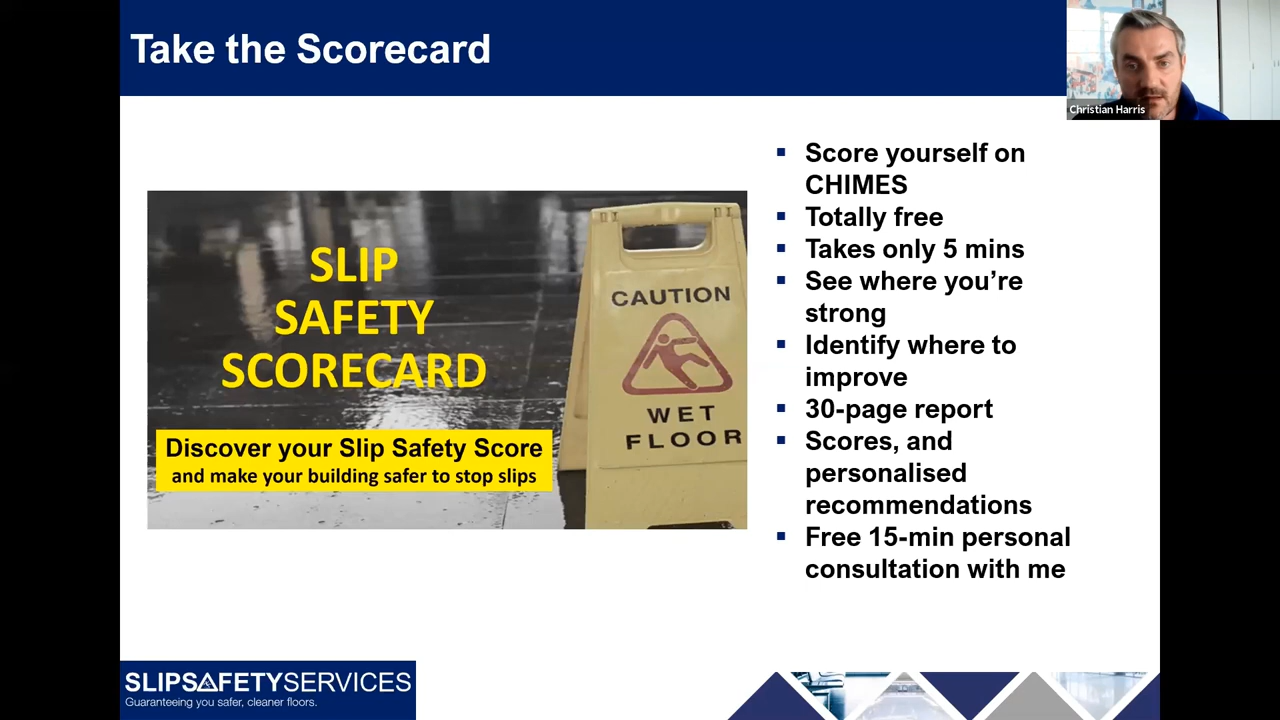 Take the Scorecard
Christian Harris
SLIP
SAFETY
SCORECARD
Discover your Slip Safety Score
and make your building safer to stop slips
CAUTION
WET
FLOOR
▪ Score yourself on
CHIMES
▪ Totally free
▪ Takes only 5 mins
▪ See where you’re
strong
▪ Identify where to
improve
▪ 30-page report
▪ Scores, and
personalised
recommendations
▪ Free 15-min personal
consultation with me
SLIPSAFETYSERVICES
Guaranteeing you safer, cleaner floors.